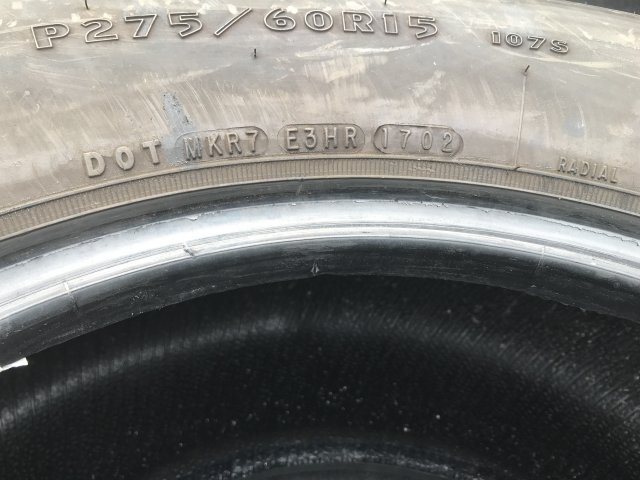 P275/60R15 107S
DOT MKR7 E3HR 1702
RADIAL